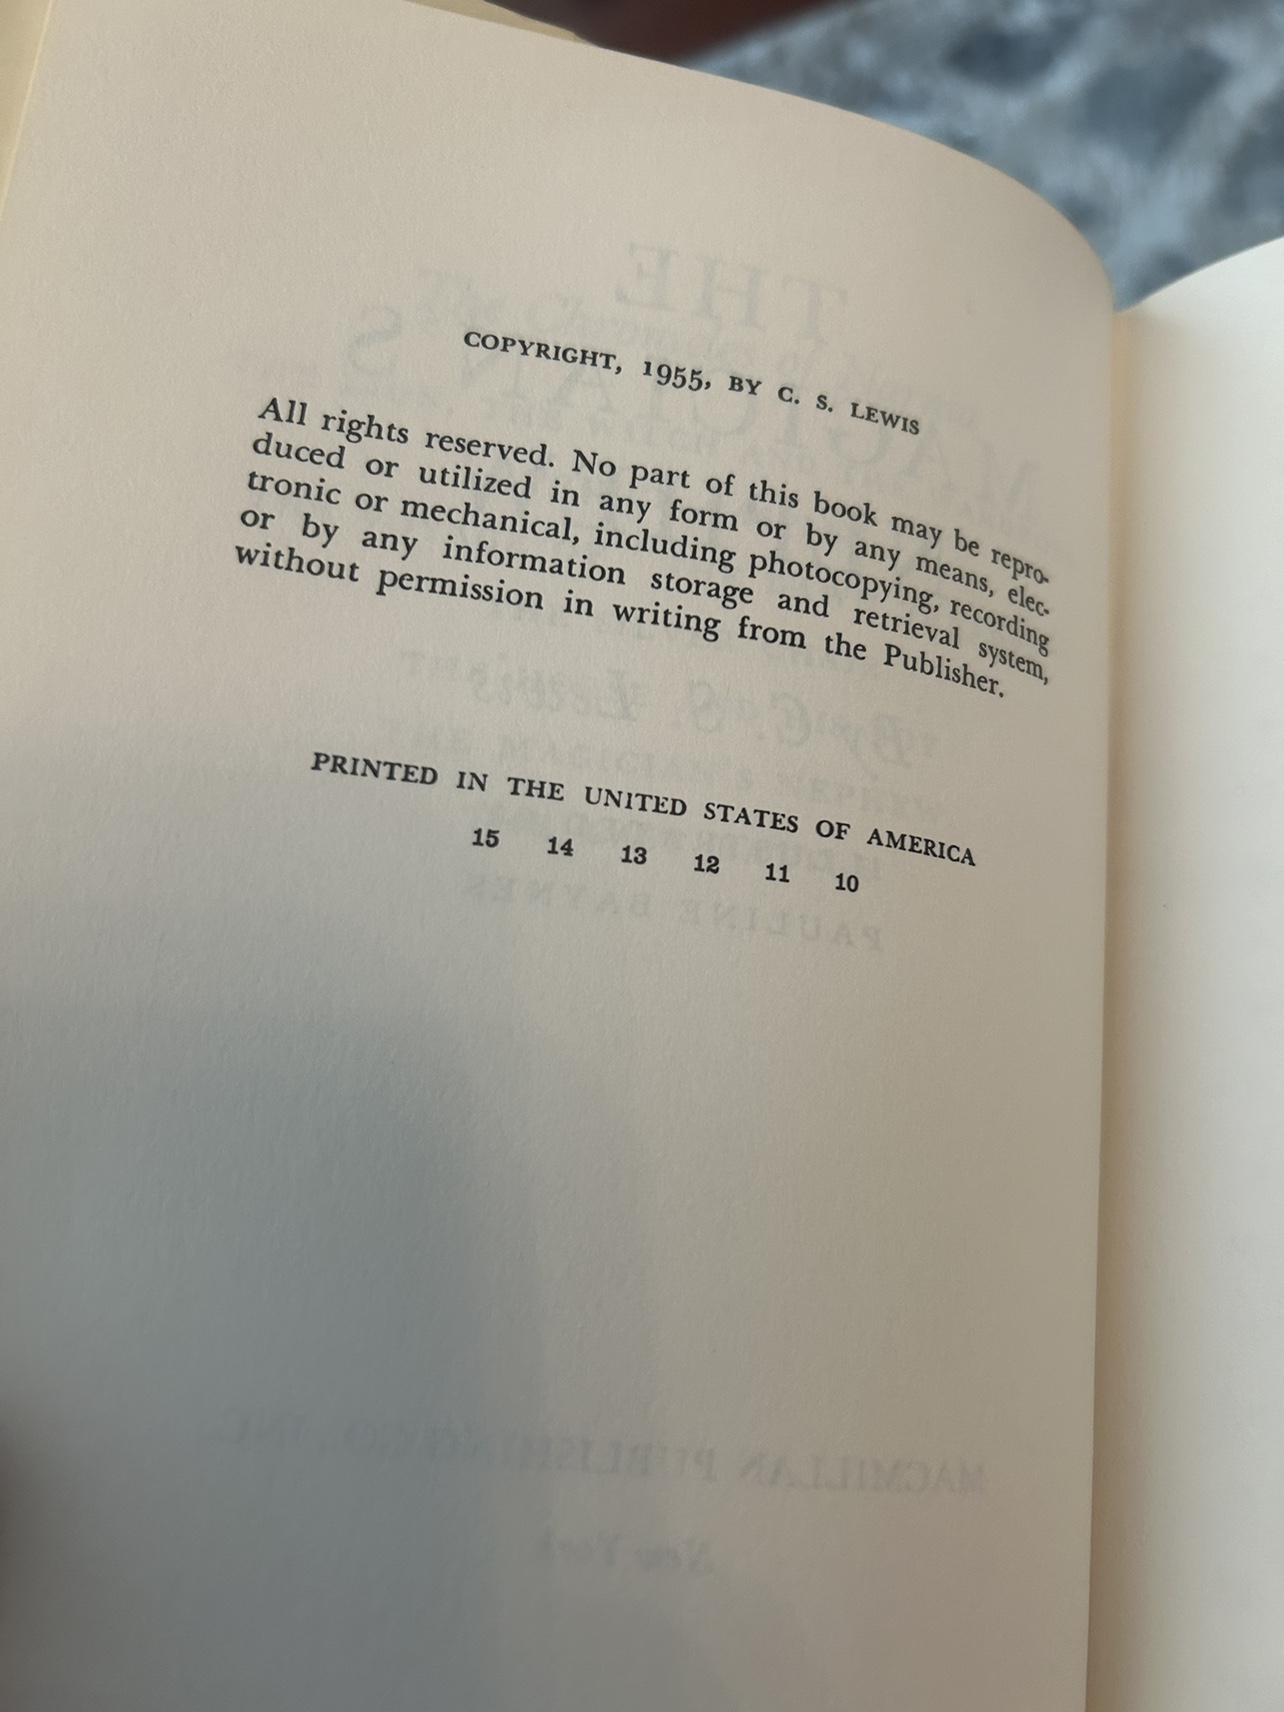 COPYRIGHT, 1955, BY C. S. LEWIS
All rights reserved. No part of this book may be repro-
duced or utilized in any form or by any means, elec-
tronic or mechanical, including photocopying, recording
or by any information storage and retrieval system,
without permission in writing from the Publisher.
PRINTED IN THE UNITED STATES OF AMERICA
15 14 13 12 11 10